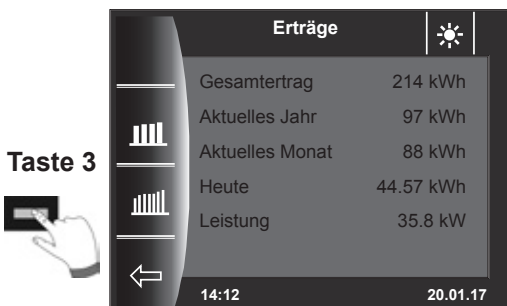 Erträge
Gesamtertrag 214 kWh
Aktuelles Jahr 97 kWh
Aktuelles Monat 88 kWh
Heute 44.57 kWh
Leistung 35.8 kW
Taste 3
14:12 20.01.17